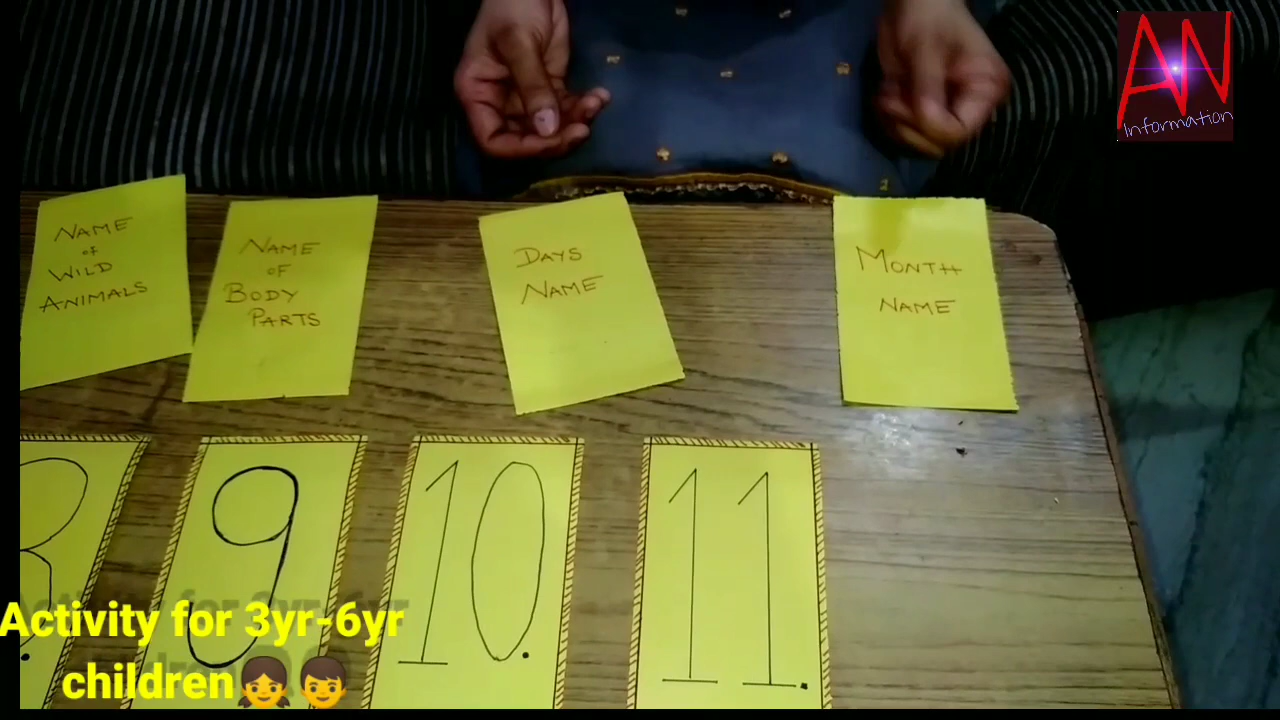 AN
Information
NAME
OF
WILD
ANIMALS
NAME
OF
BODY
PARTS
DAYS
NAME
MONTH
NAME
8.
9
10.
11.
Activity for 3yr-6yr
children👧👦